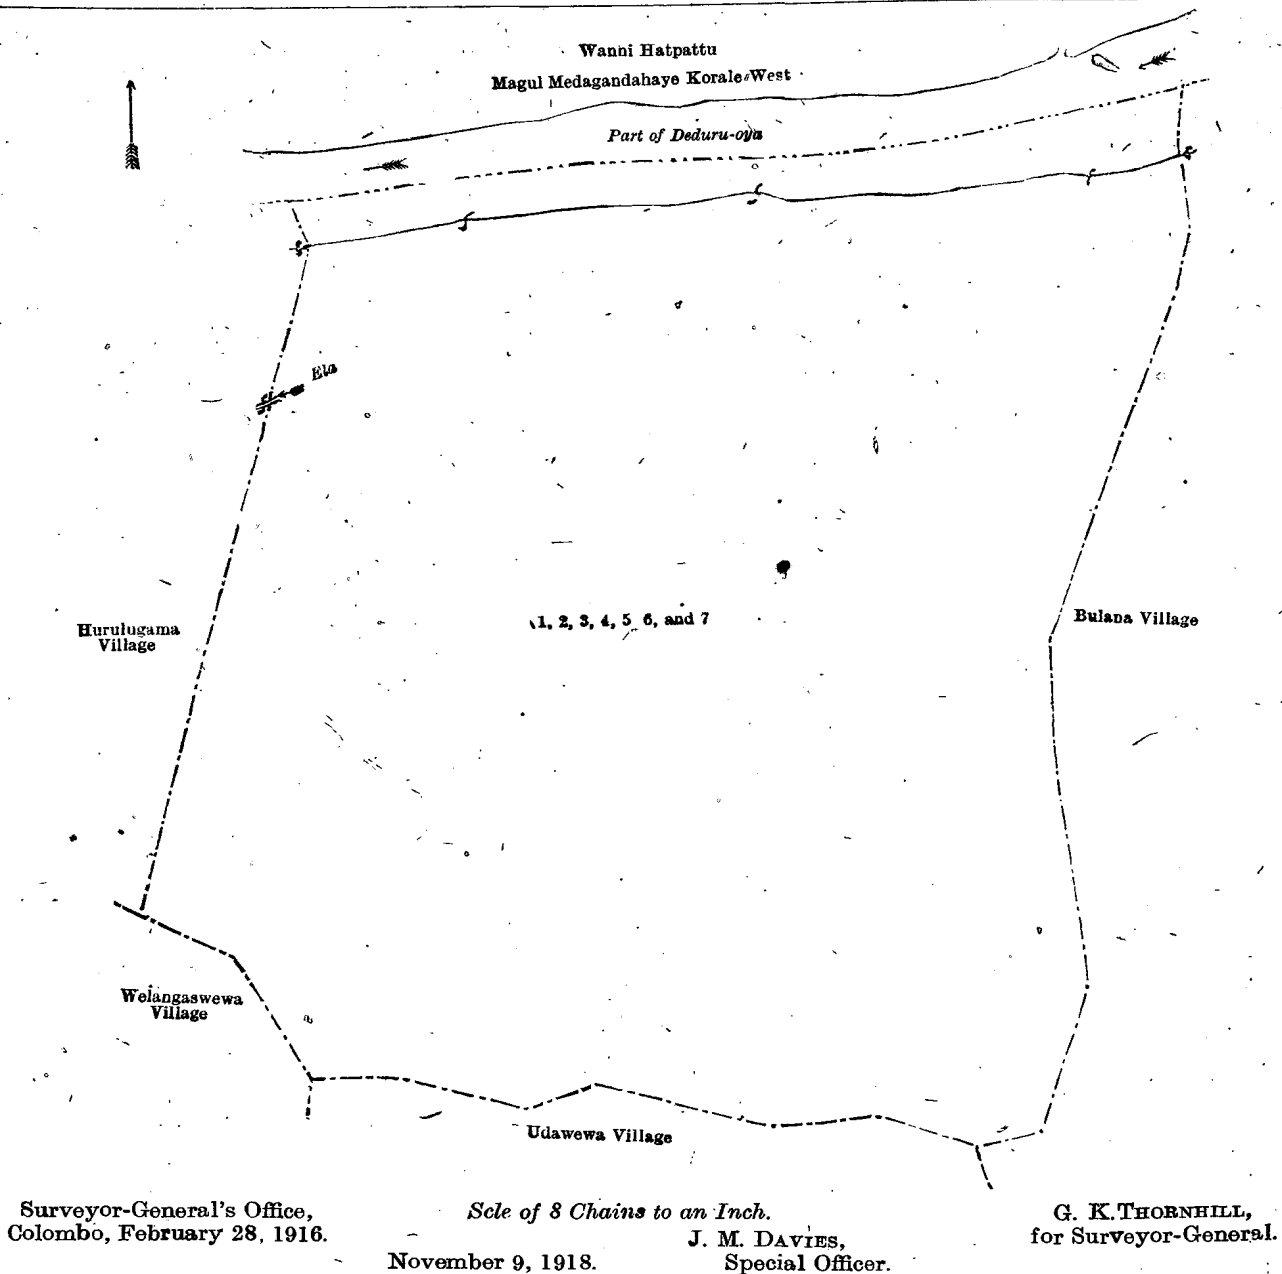 Wanni Hatpattu
Magul Medagandahaye Korale West
Part of Deduru-oya
Ela
Hurulugama
Village
1, 2, 3, 4, 5 6, and 7
Bulana Village
Welangaswewa
Village
Udawewa Village
Surveyor-General's Office,
Colombo, February 28, 1916.
Scle of 8 Chains to an Inch.
J. M. DAVIES,
November 9, 1918. Special Officer.
G. K. THORNHILL,
for Surveyor-General.